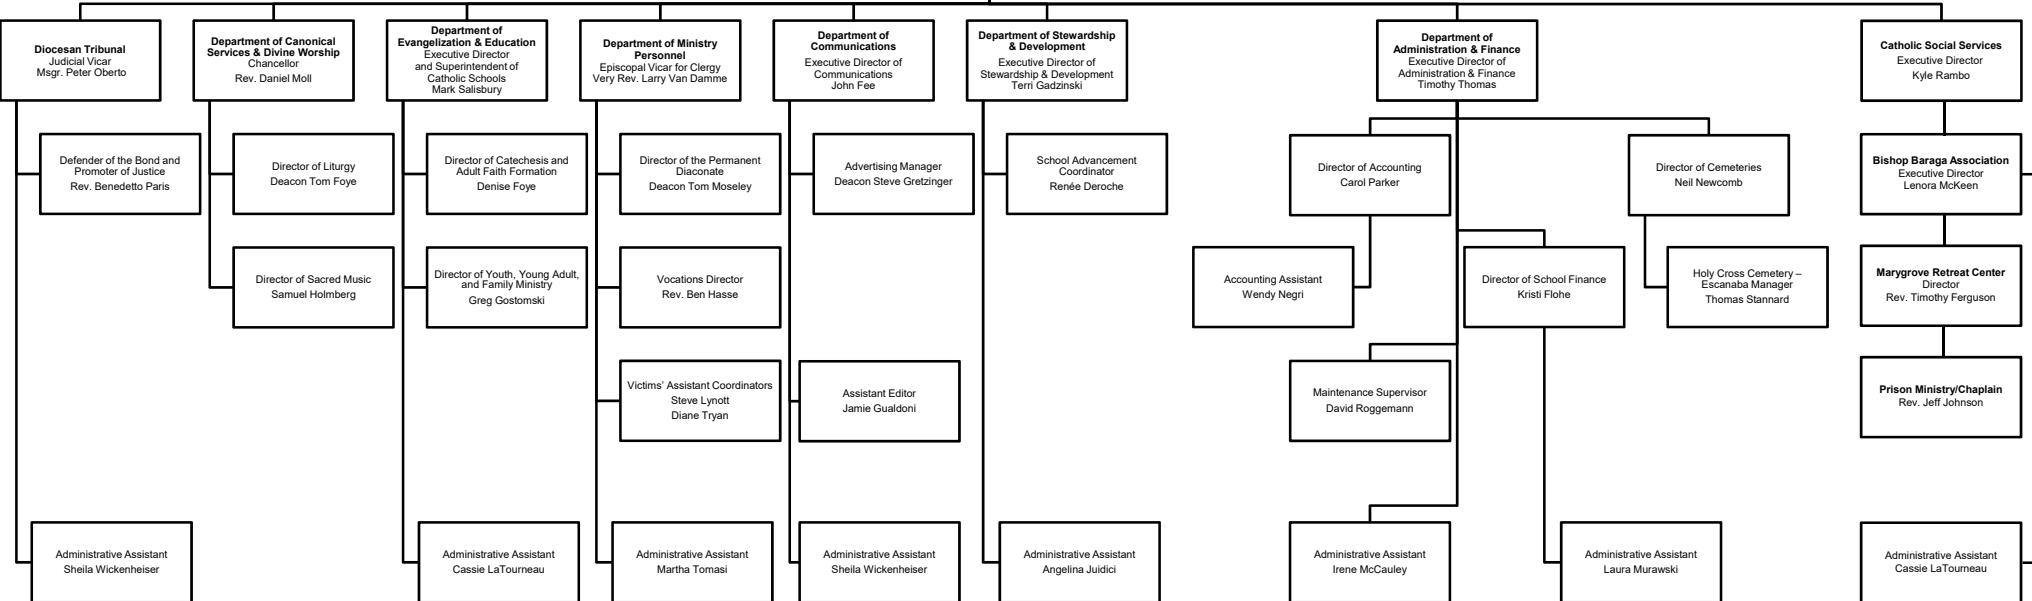 Diocesan Tribunal
Judicial Vicar
Msgr. Peter Oberto
Department of Canonical
Services & Divine Worship
Chancellor
Rev. Daniel Moll
Department of
Evangelization & Education
Executive Director
and Superintendent of
Catholic Schools
Mark Salisbury
Department of Ministry
Personnel
Episcopal Vicar for Clergy
Very Rev. Larry Van Damme
Department of
Communications
Executive Director of
Communications
John Fee
Department of Stewardship
& Development
Executive Director of
Stewardship & Development
Terri Gadzinski
Department of
Administration & Finance
Executive Director of
Administration & Finance
Timothy Thomas
Catholic Social Services
Executive Director
Kyle Rambo
Defender of the Bond and
Promoter of Justice
Rev. Benedetto Paris
Director of Liturgy
Deacon Tom Foye
Director of Catechesis and
Adult Faith Formation
Denise Foye
Director of the Permanent
Diaconate
Deacon Tom Moseley
Advertising Manager
Deacon Steve Gretzinger
School Advancement
Coordinator
Renée Deroche
Director of Accounting
Carol Parker
Director of Cemeteries
Neil Newcomb
Bishop Baraga Association
Executive Director
Lenora McKeen
Director of Sacred Music
Samuel Holmberg
Director of Youth, Young Adult,
and Family Ministry
Greg Gostomski
Vocations Director
Rev. Ben Hasse
Accounting Assistant
Wendy Negri
Director of School Finance
Kristi Flohe
Holy Cross Cemetery –
Escanaba Manager
Thomas Stannard
Marygrove Retreat Center
Director
Rev. Timothy Ferguson
Victims' Assistant Coordinators
Steve Lynott
Diane Tryan
Assistant Editor
Jamie Gualdoni
Maintenance Supervisor
David Roggemann
Prison Ministry/Chaplain
Rev. Jeff Johnson
Administrative Assistant
Sheila Wickenheiser
Administrative Assistant
Cassie LaTourneau
Administrative Assistant
Martha Tomasi
Administrative Assistant
Sheila Wickenheiser
Administrative Assistant
Angelina Juidici
Administrative Assistant
Irene McCauley
Administrative Assistant
Laura Murawski
Administrative Assistant
Cassie LaTourneau